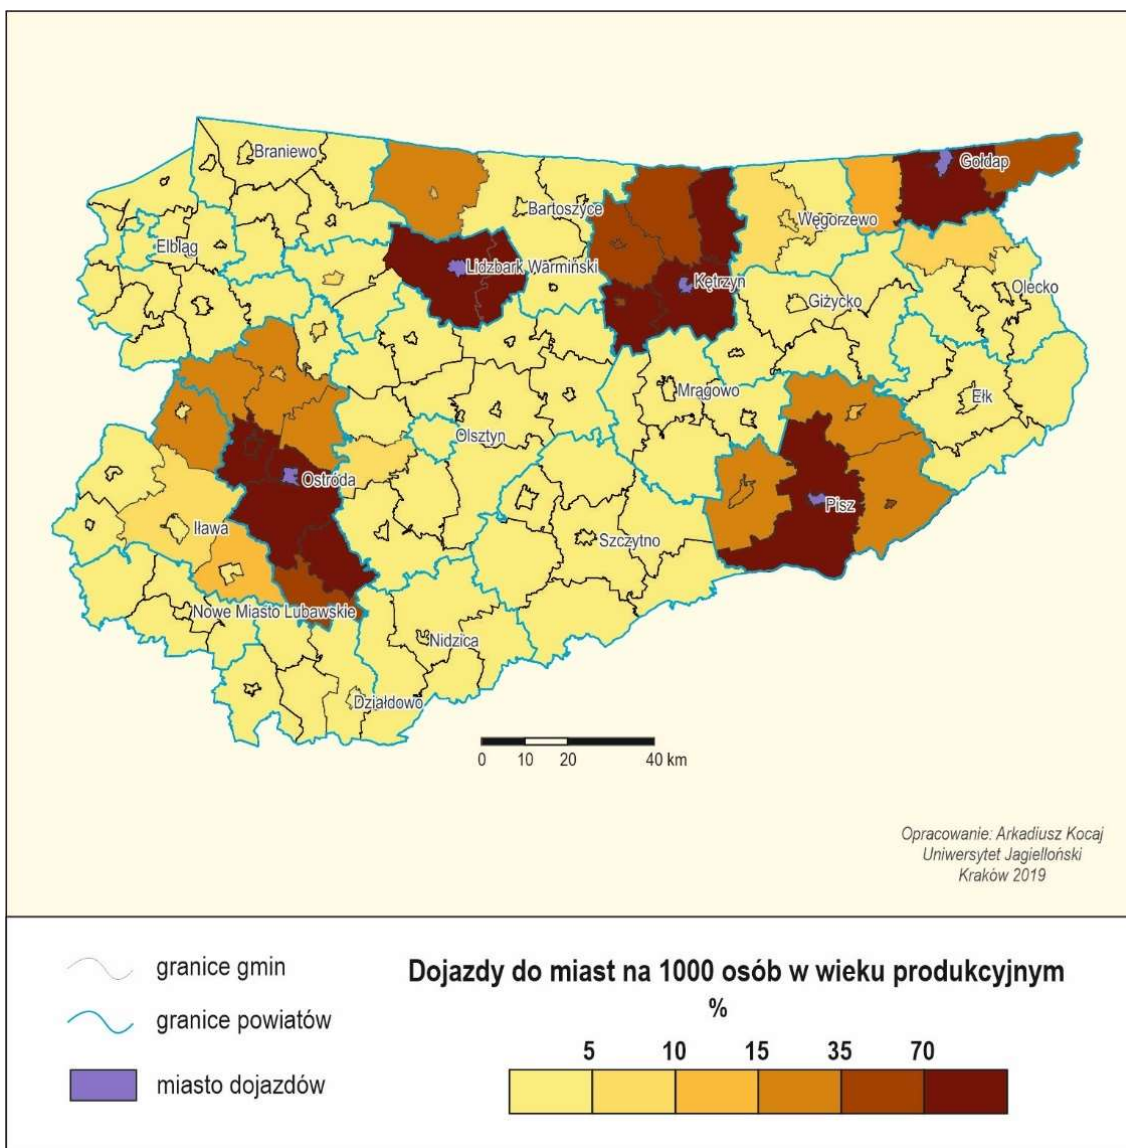 Braniewo
Gołdap
Bartoszyce
Węgorzewo
Elbląg
Lidzbark Warmiński
Kętrzyn
Olecko
Giżycko
Mrągowo
Ełk
Olsztyn
Ostróda
Pisz
Iława
Szczytno
Nowe Miasto Lubawskie
Nidzica
Działdowo
0 10 20 40 km
Opracowanie: Arkadiusz Kocaj
Uniwersytet Jagielloński
Kraków 2019
granice gmin
granice powiatów
miasto dojazdów
Dojazdy do miast na 1000 osób w wieku produkcyjnym
%
5 10 15 35 70